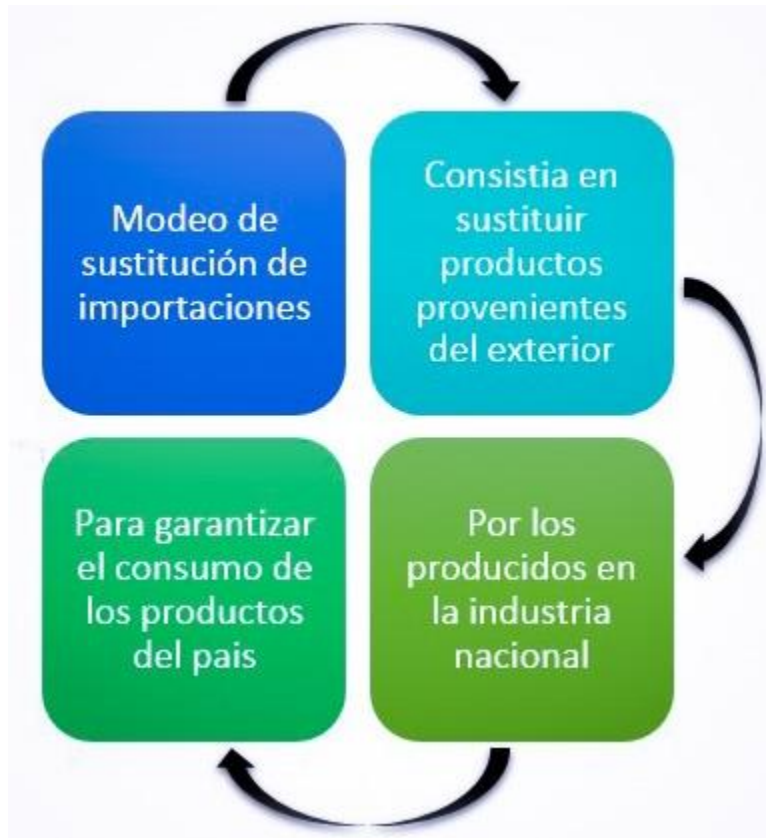 Modeo de
sustitución de
importaciones
Consistia en
sustituir
productos
provenientes
del exterior
Por los
producidos en
la industria
nacional
Para garantizar
el consumo de
los productos
del pais